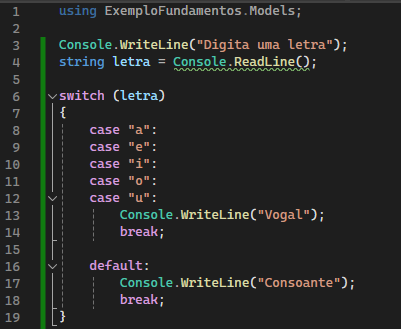 1 using ExemploFundamentos.Models;
2
3 Console.WriteLine("Digita uma letra");
4 string letra = Console.ReadLine();
5
6 switch (letra)
7 {
8     case "a":
9     case "e":
10     case "i":
11     case "o":
12     case "u":
13         Console.WriteLine("Vogal");
14         break;
15
16     default:
17         Console.WriteLine("Consoante");
18         break;
19 }